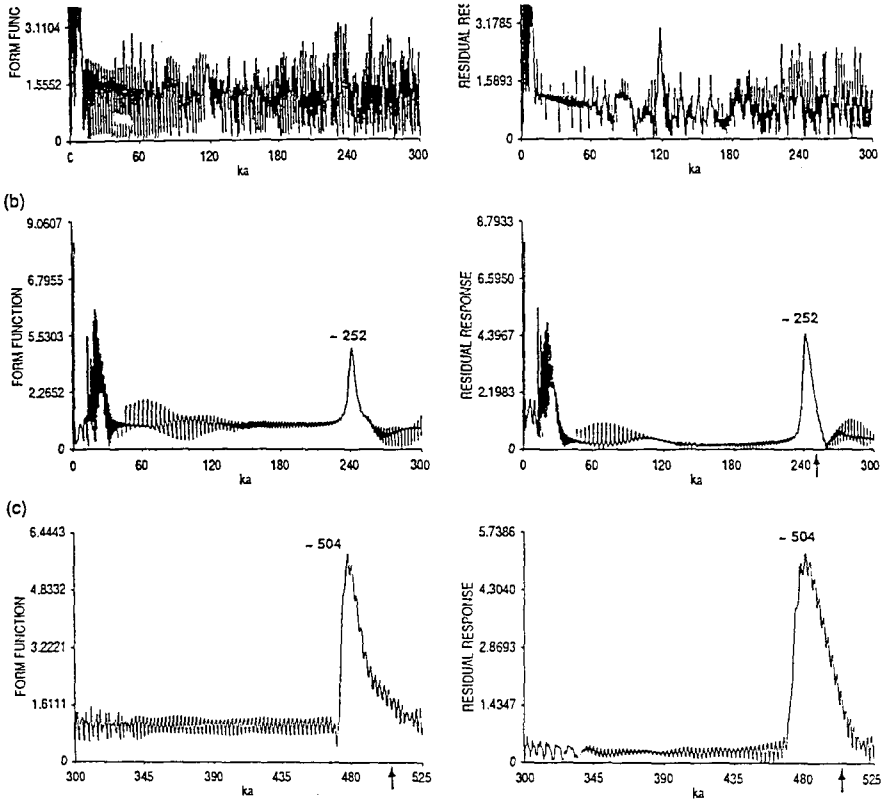 FORM FUNC
3.1104
1.5552
0
0 60 120 180 240 300
ka
RESIDUAL RES
3.1785
1.5893
0
0 60 120 180 240 300
ka
(b)
FORM FUNCTION
9.0607
6.7955
5.5303
2.2652
0
~ 252
0 60 120 180 240 300
ka
RESIDUAL RESPONSE
8.7933
6.5950
4.3967
2.1983
0
~ 252
0 60 120 180 240 300
ka
(c)
FORM FUNCTION
6.4443
4.8332
3.2221
1.6111
0
~ 504
300 345 390 435 480 525
ka
RESIDUAL RESPONSE
5.7386
4.3040
2.8693
1.4347
0
~ 504
300 345 390 435 480 525
ka